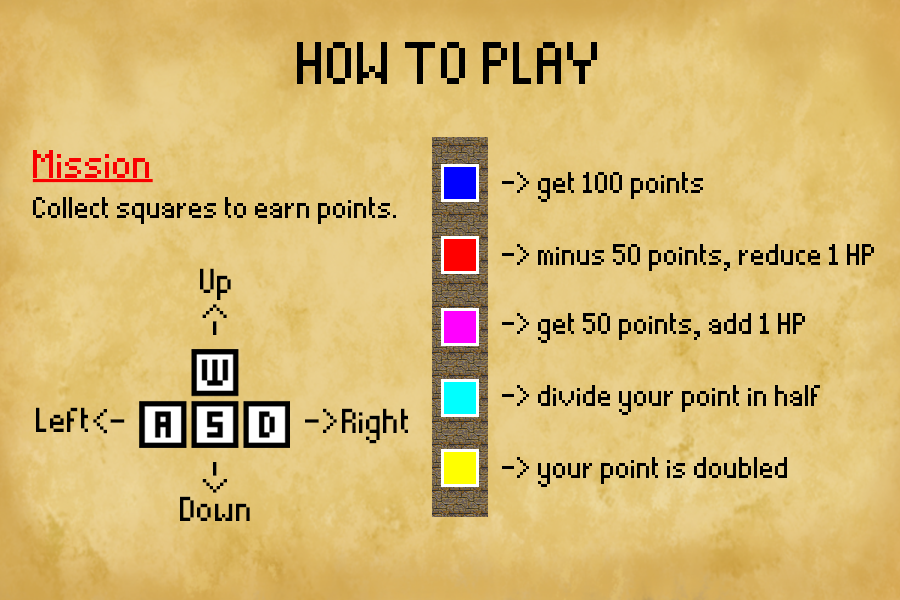 HOW TO PLAY
Mission
Collect squares to earn points.
Up
W
Left<- A S D ->Right
Down
-> get 100 points
-> minus 50 points, reduce 1 HP
-> get 50 points, add 1 HP
-> divide your point in half
-> your point is doubled